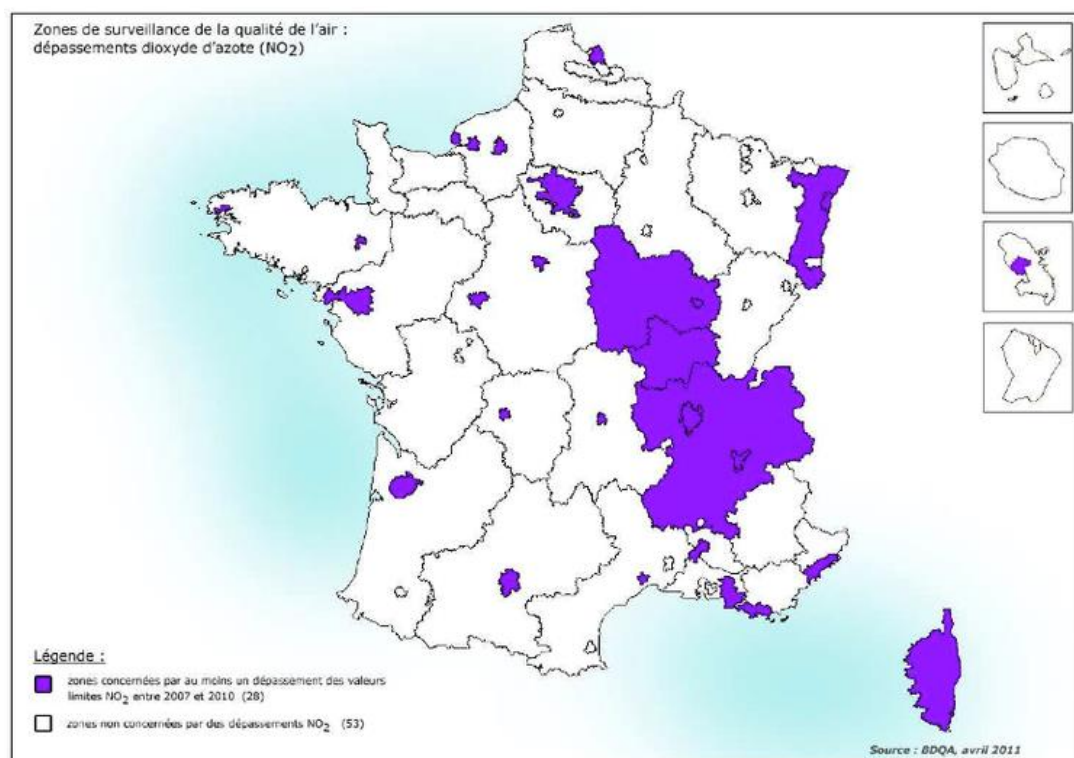 Zones de surveillance de la qualité de l'air :
dépassements dioxyde d'azote (NO2)
Légende :
zones concernées par au moins un dépassement des valeurs
limites NO2 entre 2007 et 2010 (28)
zones non concernées par des dépassements NO2 (53)
Source : BDQA, avril 2011